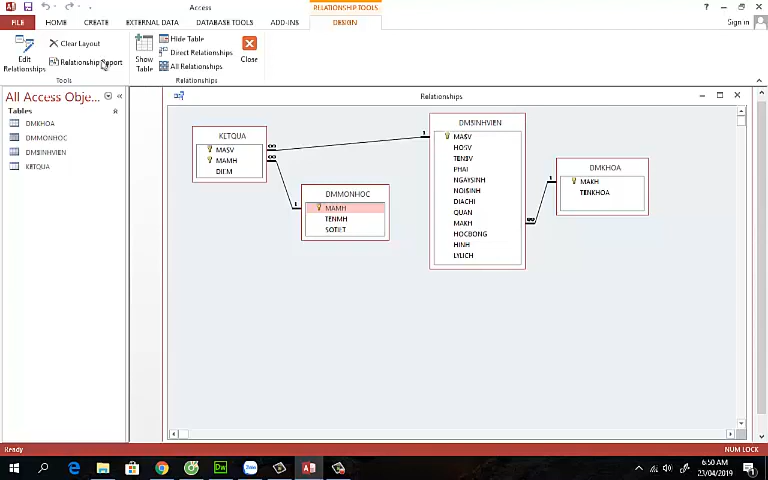 Access
RELATIONSHIP TOOLS
Sign in
FILE
HOME
CREATE
EXTERNAL DATA
DATABASE TOOLS
ADD-INS
DESIGN
Edit Relationships
Clear Layout
Relationship Report
Tools
Show Table
Hide Table
Direct Relationships
All Relationships
Relationships
Close
All Access Obje...
Tables
DMKHOA
DMMONHOC
DMSINHVIEN
KETQUA
Relationships
KETQUA
MASV
MAMH
DIEM
DMMONHOC
MAMH
TENMH
SOTIET
DMSINHVIEN
MASV
HOSV
TENSV
PHAI
NGAYSINH
NOISINH
DIACHI
QUAN
MAKH
HOCBONG
HINH
LYLICH
DMKHOA
MAKH
TENKHOA
1
1
1
Ready
NUM LOCK
6:50 AM
23/04/2019